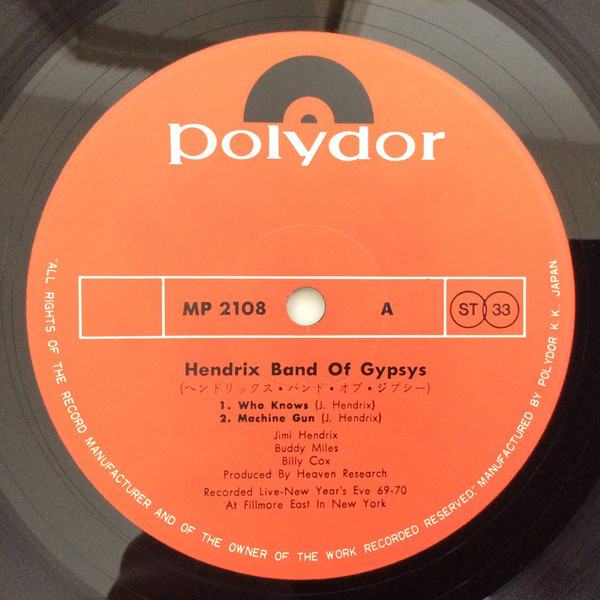 polydor
MP 2108 A ST 33
Hendrix Band Of Gypsys
(ヘンドリックス・バンド・オブ・ジプシー)
1. Who Knows (J. Hendrix)
2. Machine Gun (J. Hendrix)
Jimi Hendrix
Buddy Miles
Billy Cox
Produced By Heaven Research
Recorded Live-New Year's Eve 69-70
At Fillmore East In New York
"ALL RIGHTS OF THE RECORD MANUFACTURER AND OF THE OWNER OF THE WORK RECORDED RESERVED." MANUFACTURED BY POLYDOR K.K. JAPAN